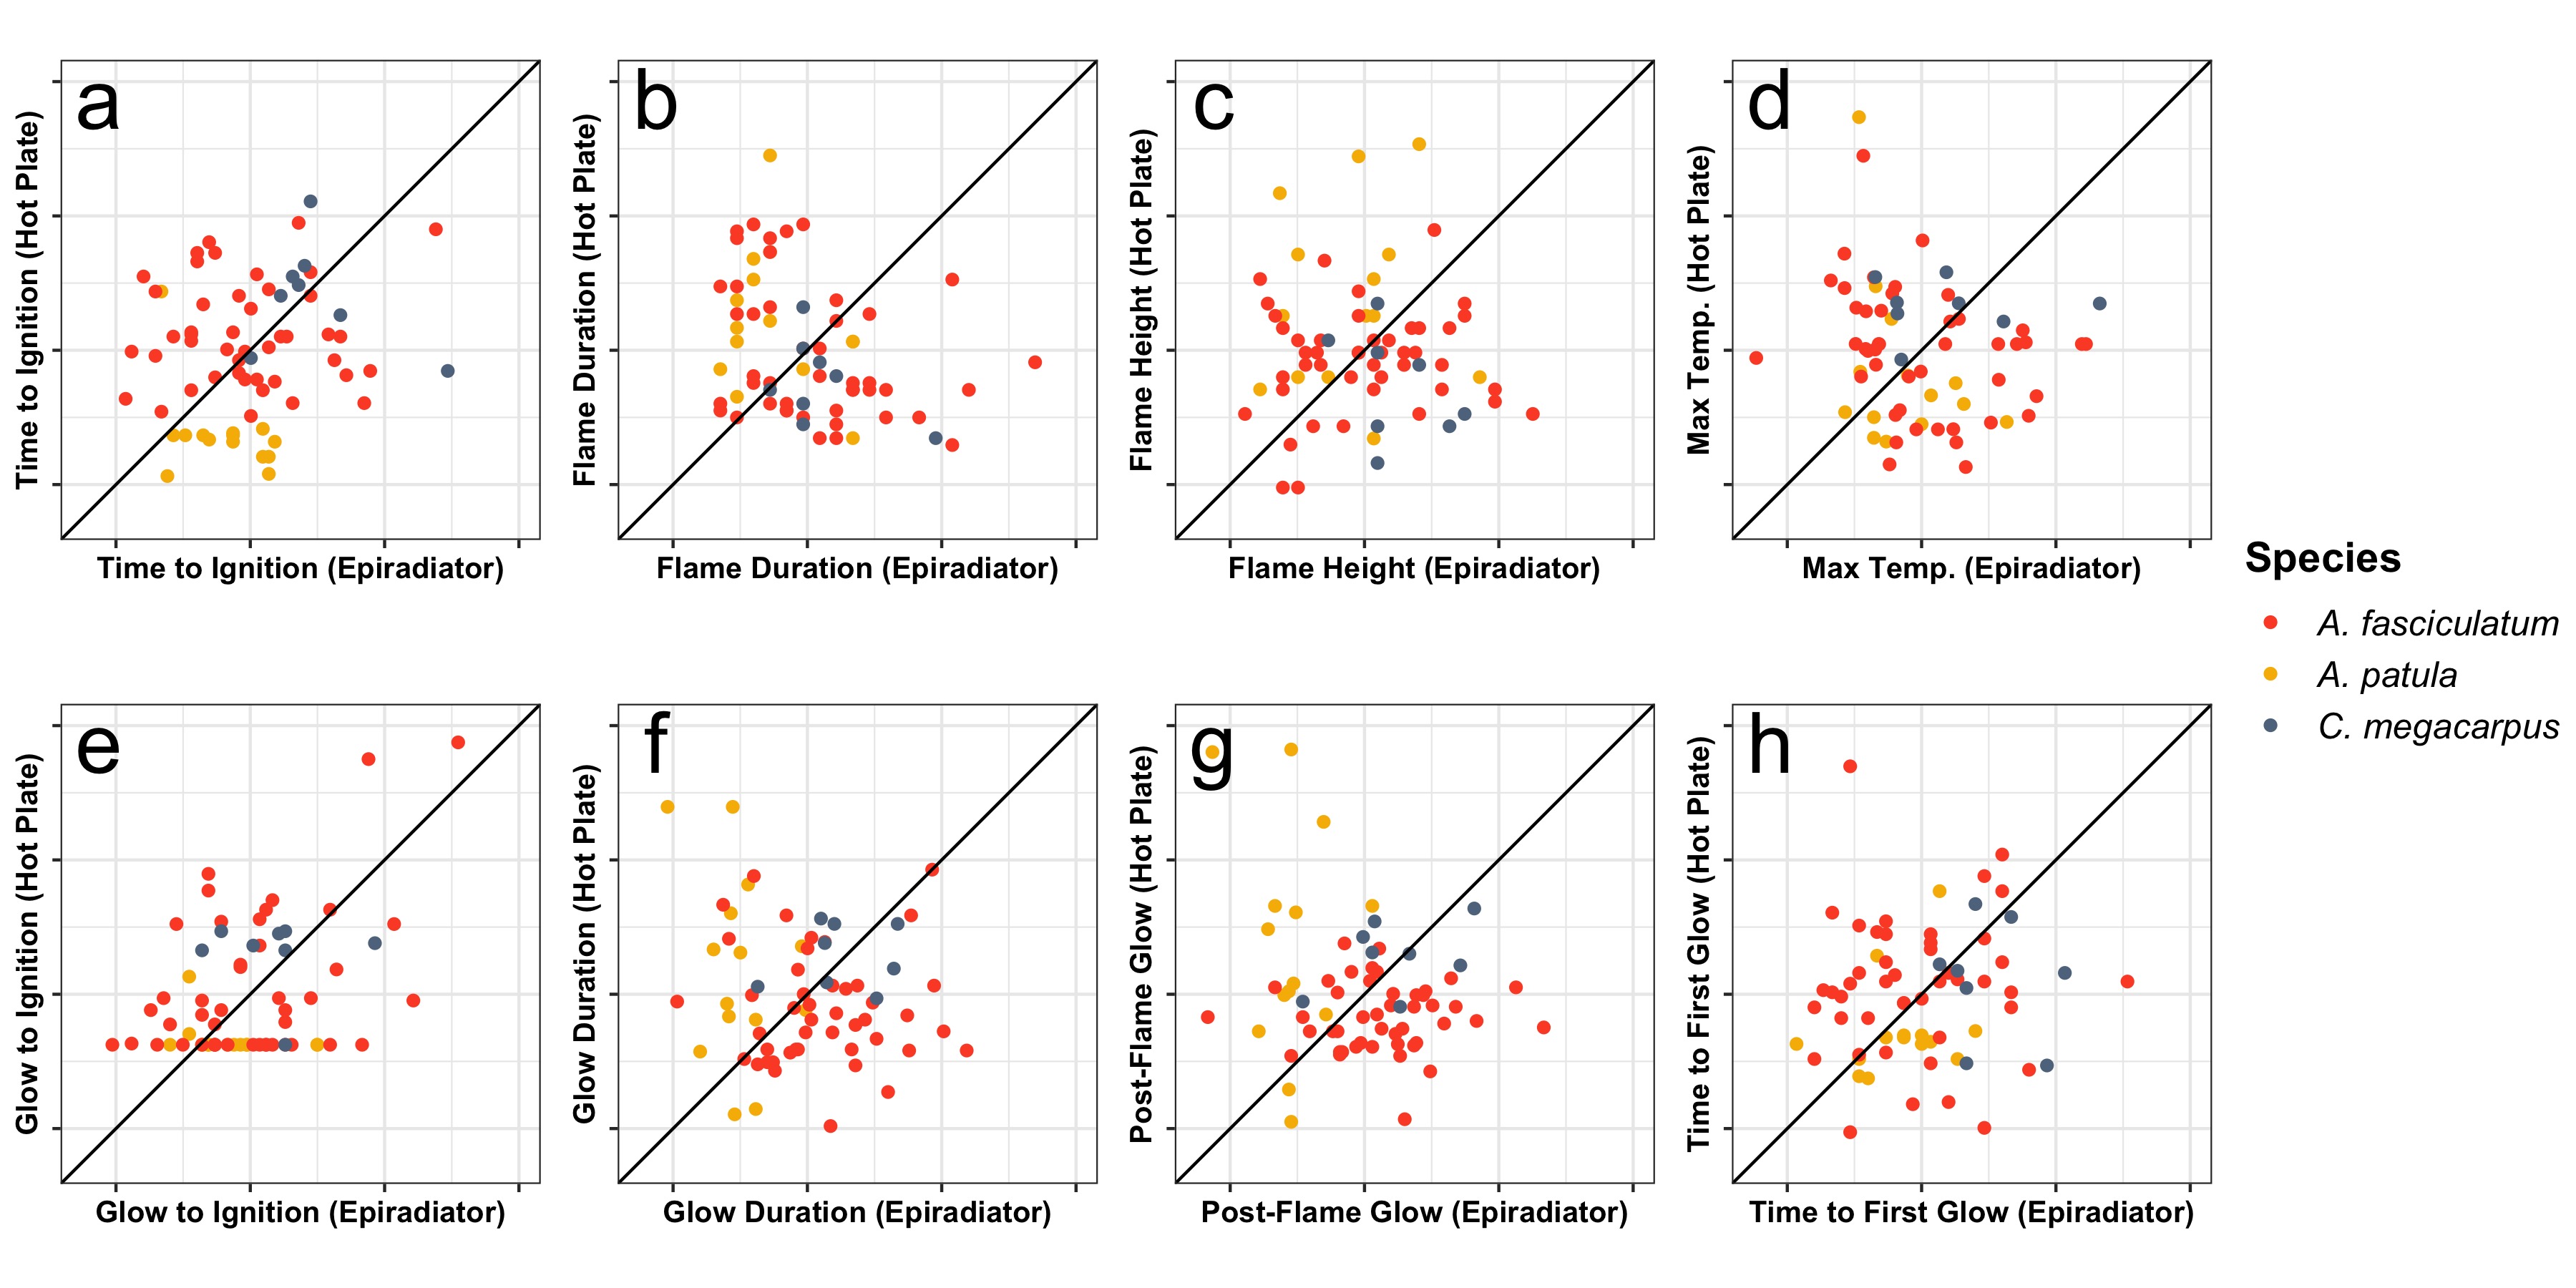 a
b
c
d
Time to Ignition (Hot Plate)
Flame Duration (Hot Plate)
Flame Height (Hot Plate)
Max Temp. (Hot Plate)
Time to Ignition (Epiradiator)
Flame Duration (Epiradiator)
Flame Height (Epiradiator)
Max Temp. (Epiradiator)
Species
A. fasciculatum
A. patula
C. megacarpus
e
f
g
h
Glow to Ignition (Hot Plate)
Glow Duration (Hot Plate)
Post-Flame Glow (Hot Plate)
Time to First Glow (Hot Plate)
Glow to Ignition (Epiradiator)
Glow Duration (Epiradiator)
Post-Flame Glow (Epiradiator)
Time to First Glow (Epiradiator)